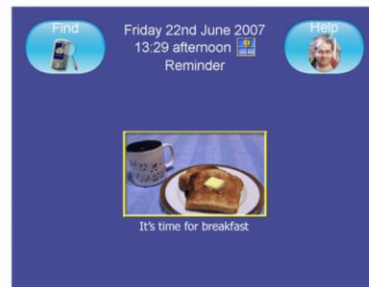 Find
Friday 22nd June 2007
13:29 afternoon
Reminder
Help
It's time for breakfast